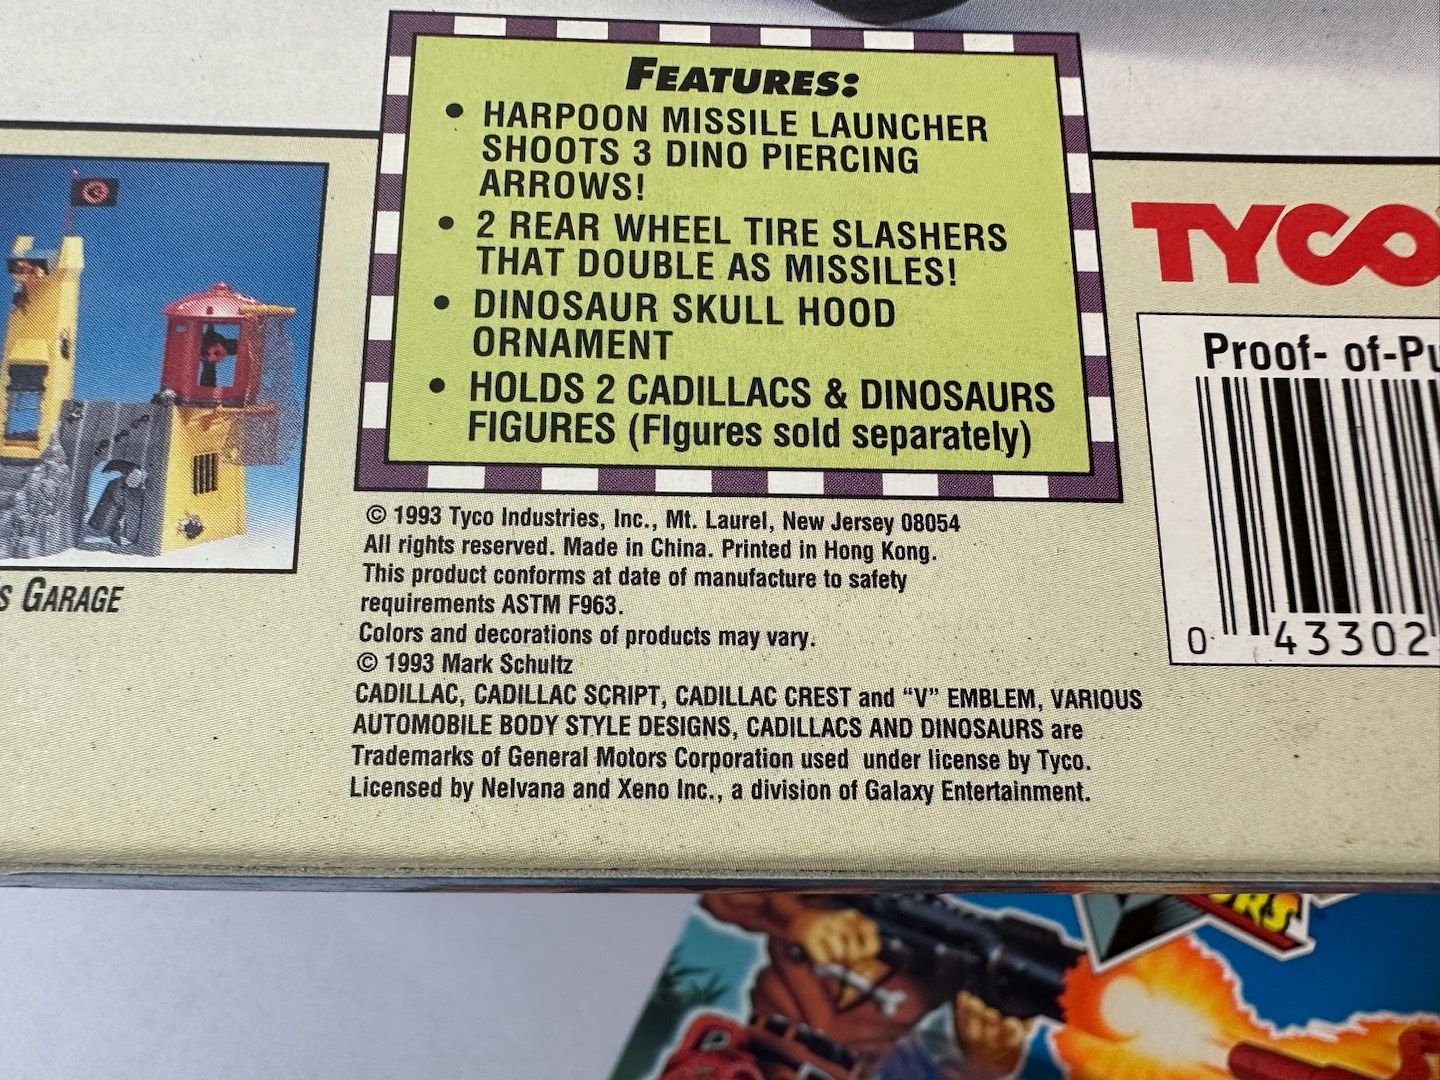 FEATURES:
• HARPOON MISSILE LAUNCHER
SHOOTS 3 DINO PIERCING
ARROWS!
• 2 REAR WHEEL TIRE SLASHERS
THAT DOUBLE AS MISSILES!
• DINOSAUR SKULL HOOD
ORNAMENT
• HOLDS 2 CADILLACS & DINOSAURS
FIGURES (FIgures sold separately)
TYCO
Proof- of-Pu
0 43302
S GARAGE
© 1993 Tyco Industries, Inc., Mt. Laurel, New Jersey 08054
All rights reserved. Made in China. Printed in Hong Kong.
This product conforms at date of manufacture to safety
requirements ASTM F963.
Colors and decorations of products may vary.
© 1993 Mark Schultz
CADILLAC, CADILLAC SCRIPT, CADILLAC CREST and “V” EMBLEM, VARIOUS
AUTOMOBILE BODY STYLE DESIGNS, CADILLACS AND DINOSAURS are
Trademarks of General Motors Corporation used under license by Tyco.
Licensed by Nelvana and Xeno Inc., a division of Galaxy Entertainment.